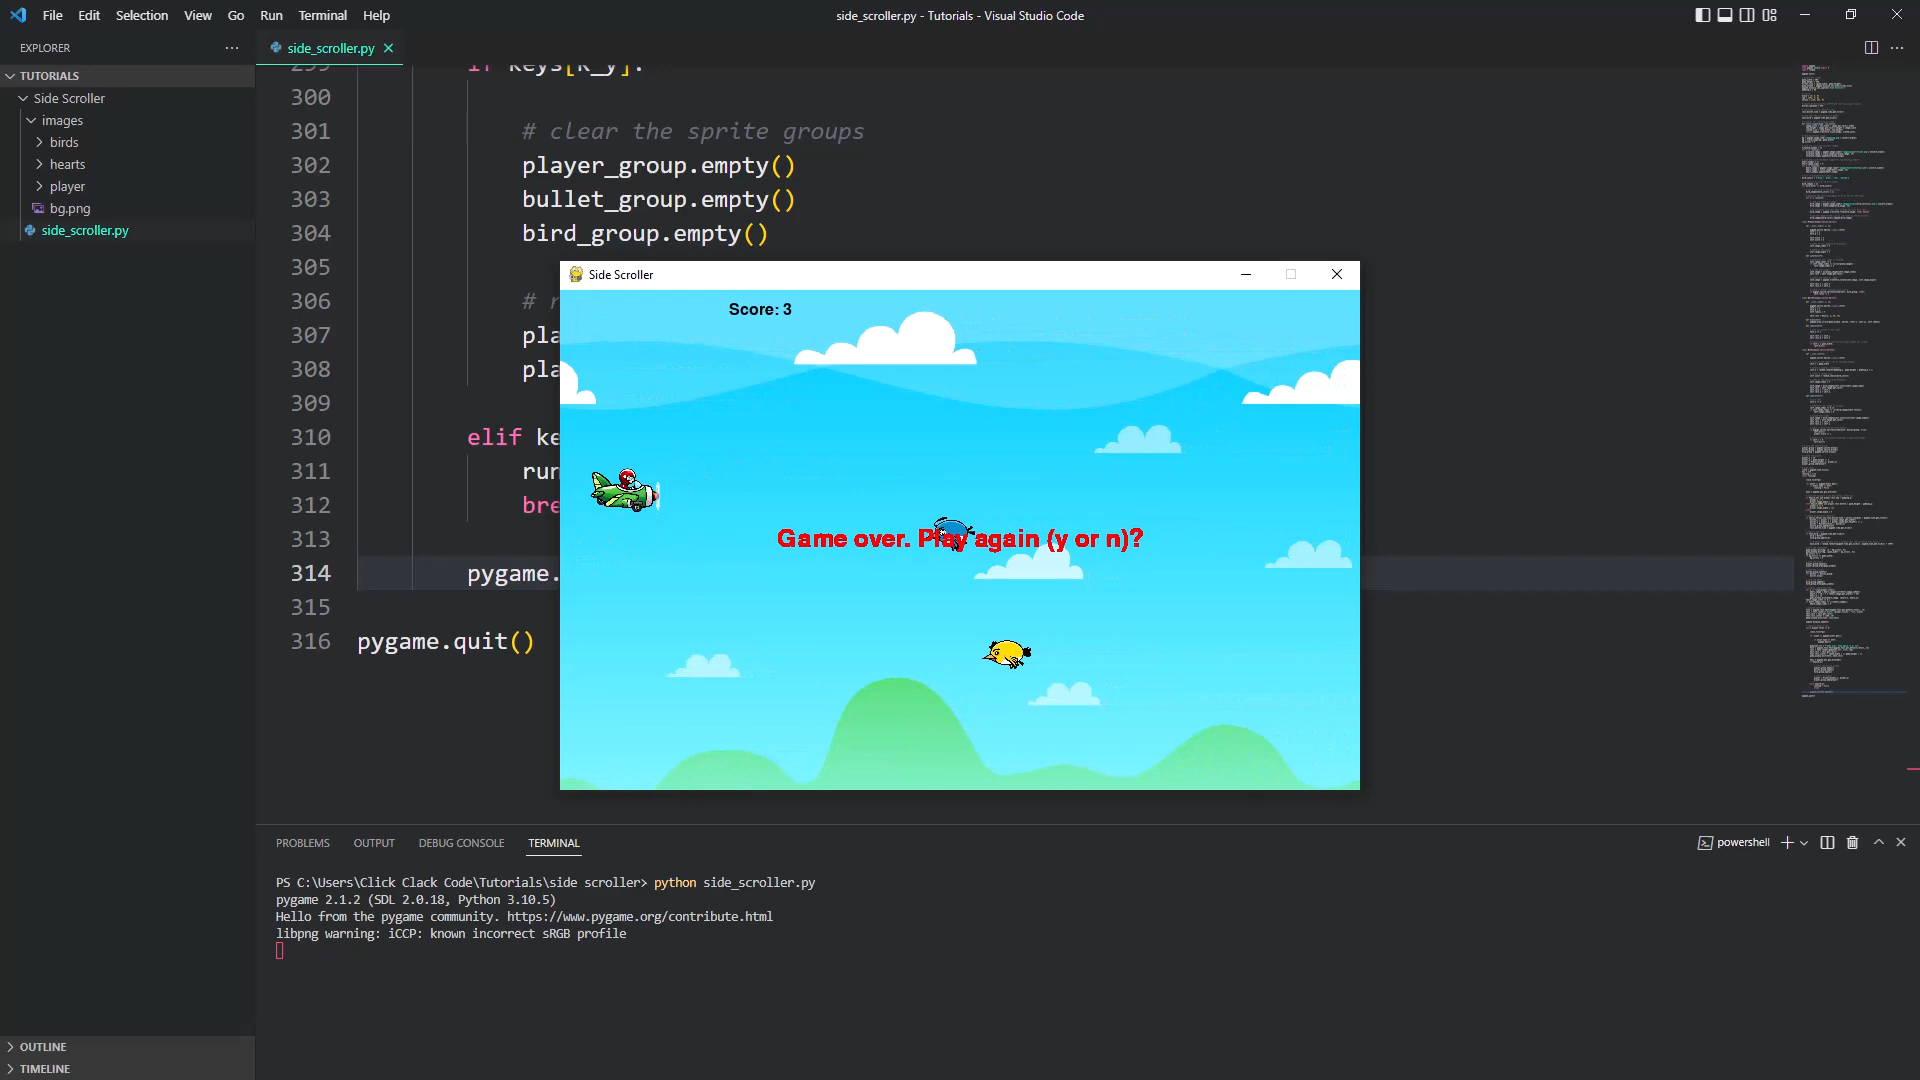 File Edit Selection View Go Run Terminal Help
side_scroller.py - Tutorials - Visual Studio Code
EXPLORER
side_scroller.py
TUTORIALS
Side Scroller
images
birds
hearts
player
bg.png
side_scroller.py
if keys[K_y]:
300
301 # clear the sprite groups
302 player_group.empty()
303 bullet_group.empty()
304 bird_group.empty()
305
306 # r
307 pla
308 pla
309
310 elif ke
311 run
312 bre
313
314 pygame.
315
316 pygame.quit()
Side Scroller
Score: 3
Game over. Play again (y or n)?
PROBLEMS OUTPUT DEBUG CONSOLE TERMINAL
powershell
PS C:\Users\Click Clack Code\Tutorials\side scroller> python side_scroller.py
pygame 2.1.2 (SDL 2.0.18, Python 3.10.5)
Hello from the pygame community. https://www.pygame.org/contribute.html
libpng warning: iCCP: known incorrect sRGB profile
OUTLINE
TIMELINE